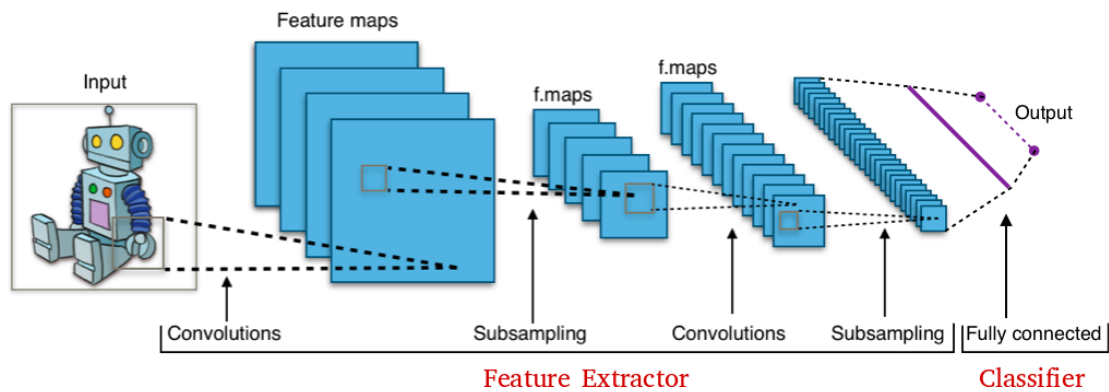 Feature maps
Input
f.maps
f.maps
Output
Convolutions
Subsampling
Convolutions
Subsampling
Fully connected
Feature Extractor
Classifier